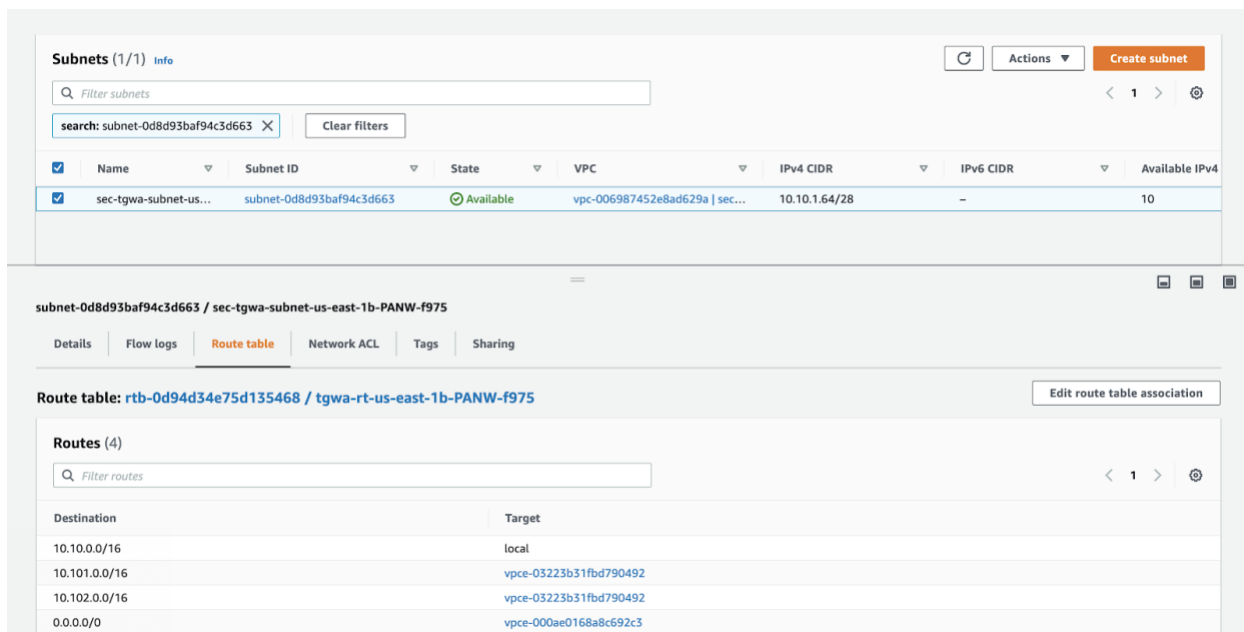 Subnets (1/1) Info
Actions
Create subnet
Filter subnets
1
search: subnet-0d8d93baf94c3d663
Clear filters
Name Subnet ID State VPC IPv4 CIDR IPv6 CIDR Available IPv4
sec-tgwa-subnet-us... subnet-0d8d93baf94c3d663 Available vpc-006987452e8ad629a | sec... 10.10.1.64/28 – 10
subnet-0d8d93baf94c3d663 / sec-tgwa-subnet-us-east-1b-PANW-f975
Details Flow logs Route table Network ACL Tags Sharing
Route table: rtb-0d94d34e75d135468 / tgwa-rt-us-east-1b-PANW-f975
Edit route table association
Routes (4)
Filter routes
1
Destination Target
10.10.0.0/16 local
10.101.0.0/16 vpce-03223b31fbd790492
10.102.0.0/16 vpce-03223b31fbd790492
0.0.0.0/0 vpce-000ae0168a8c692c3